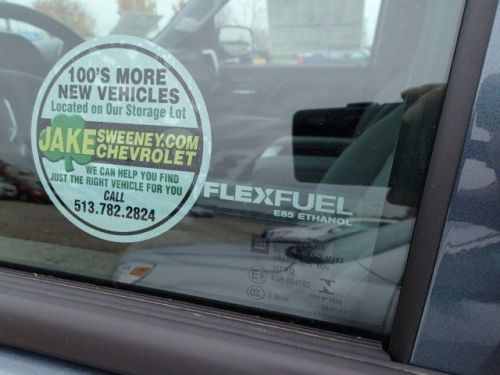 100'S MORE
NEW VEHICLES
Located on Our Storage Lot
JAKE SWEENEY.COM
CHEVROLET
WE CAN HELP YOU FIND
JUST THE RIGHT VEHICLE FOR YOU
CALL
513.782.2824
FLEXFUEL
E85 ETHANOL